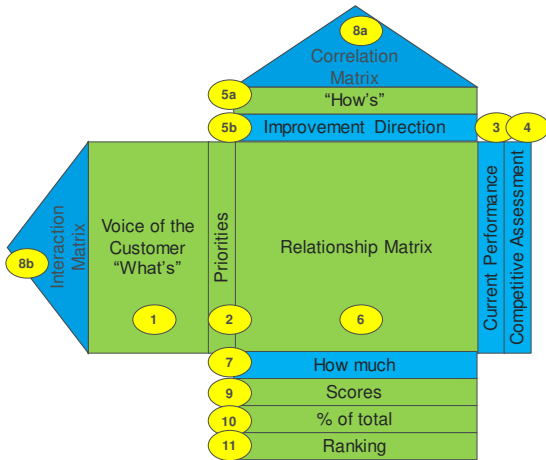 8a
Correlation
Matrix
5a
"How's"
5b
Improvement Direction
3
4
8b
Interaction
Matrix
Voice of the
Customer
"What's"
1
Priorities
2
Relationship Matrix
6
Current Performance
Competitive Assessment
7
How much
9
Scores
10
% of total
11
Ranking